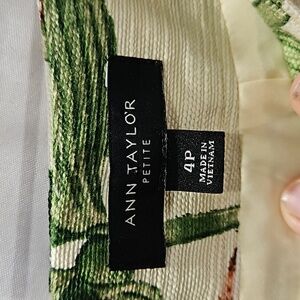 ANN TAYLOR
PETITE
4P
MADE IN
VIETNAM